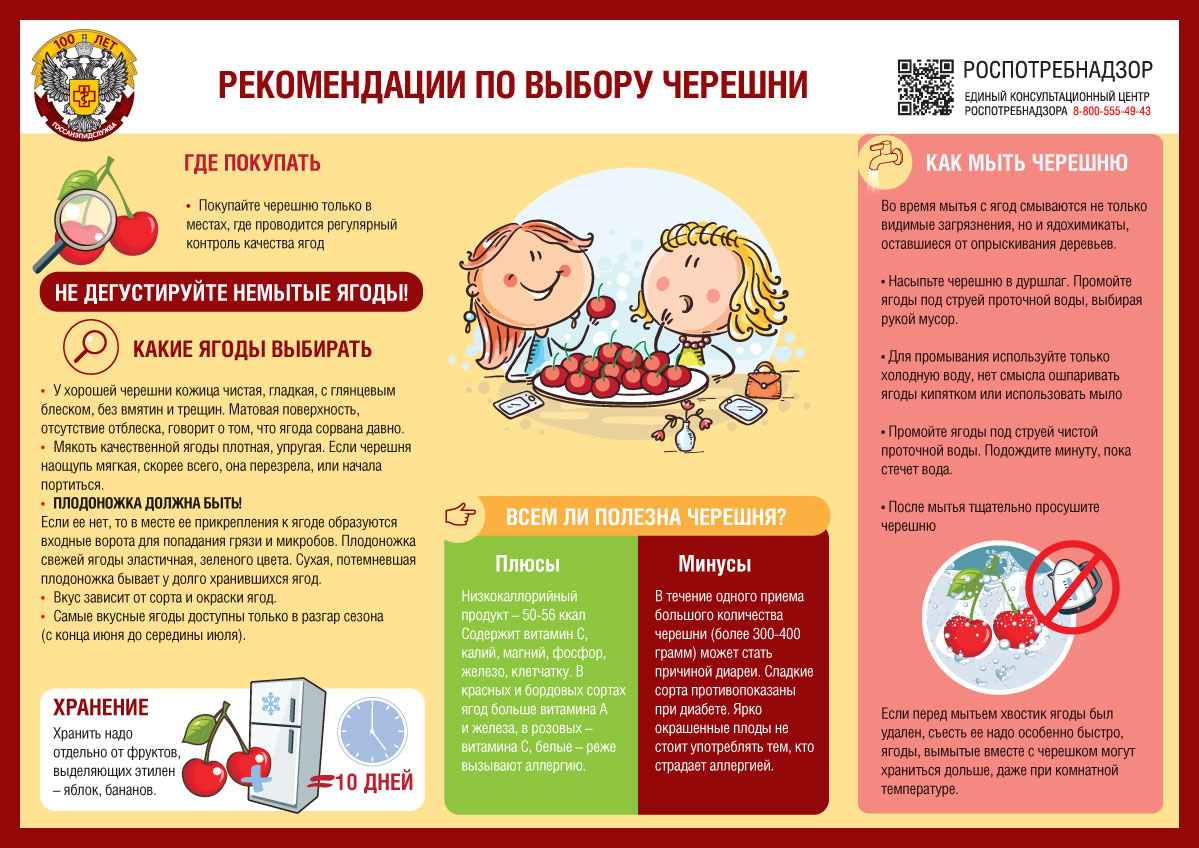 100 ЛЕТ
ГОССАНЭПИДСЛУЖБА
РЕКОМЕНДАЦИИ ПО ВЫБОРУ ЧЕРЕШНИ
РОСПОТРЕБНАДЗОР
ЕДИНЫЙ КОНСУЛЬТАЦИОННЫЙ ЦЕНТР
РОСПОТРЕБНАДЗОРА 8-800-555-49-43
ГДЕ ПОКУПАТЬ
• Покупайте черешню только в
местах, где проводится регулярный
контроль качества ягод
НЕ ДЕГУСТИРУЙТЕ НЕМЫТЫЕ ЯГОДЫ!
КАКИЕ ЯГОДЫ ВЫБИРАТЬ
• У хорошей черешни кожица чистая, гладкая, с глянцевым
блеском, без вмятин и трещин. Матовая поверхность,
отсутствие отблеска, говорит о том, что ягода сорвана давно.
• Мякоть качественной ягоды плотная, упругая. Если черешня
наощупь мягкая, скорее всего, она перезрела, или начала
портиться.
• ПЛОДОНОЖКА ДОЛЖНА БЫТЬ!
Если ее нет, то в месте ее прикрепления к ягоде образуются
входные ворота для попадания грязи и микробов. Плодоножка
свежей ягоды эластичная, зеленого цвета. Сухая, потемневшая
плодоножка бывает у долго хранившихся ягод.
• Вкус зависит от сорта и окраски ягод.
• Самые вкусные ягоды доступны только в разгар сезона
(с конца июня до середины июля).
ХРАНЕНИЕ
Хранить надо
отдельно от фруктов,
выделяющих этилен
– яблок, бананов.
+
=10 ДНЕЙ
ВСЕМ ЛИ ПОЛЕЗНА ЧЕРЕШНЯ?
Плюсы
Низкокаллорийный
продукт – 50-56 ккал
Содержит витамин С,
калий, магний, фосфор,
железо, клетчатку. В
красных и бордовых сортах
ягод больше витамина А
и железа, в розовых –
витамина С, белые – реже
вызывают аллергию.
Минусы
В течение одного приема
большого количества
черешни (более 300-400
грамм) может стать
причиной диареи. Сладкие
сорта противопоказаны
при диабете. Ярко
окрашенные плоды не
стоит употреблять тем, кто
страдает аллергией.
КАК МЫТЬ ЧЕРЕШНЮ
Во время мытья с ягод смываются не только
видимые загрязнения, но и ядохимикаты,
оставшиеся от опрыскивания деревьев.
• Насыпьте черешню в дуршлаг. Промойте
ягоды под струей проточной воды, выбирая
рукой мусор.
• Для промывания используйте только
холодную воду, нет смысла ошпаривать
ягоды кипятком или использовать мыло
• Промойте ягоды под струей чистой
проточной воды. Подождите минуту, пока
стечет вода.
• После мытья тщательно просушите
черешню
Если перед мытьем хвостик ягоды был
удален, съесть ее надо особенно быстро,
ягоды, вымытые вместе с черешком могут
храниться дольше, даже при комнатной
температуре.